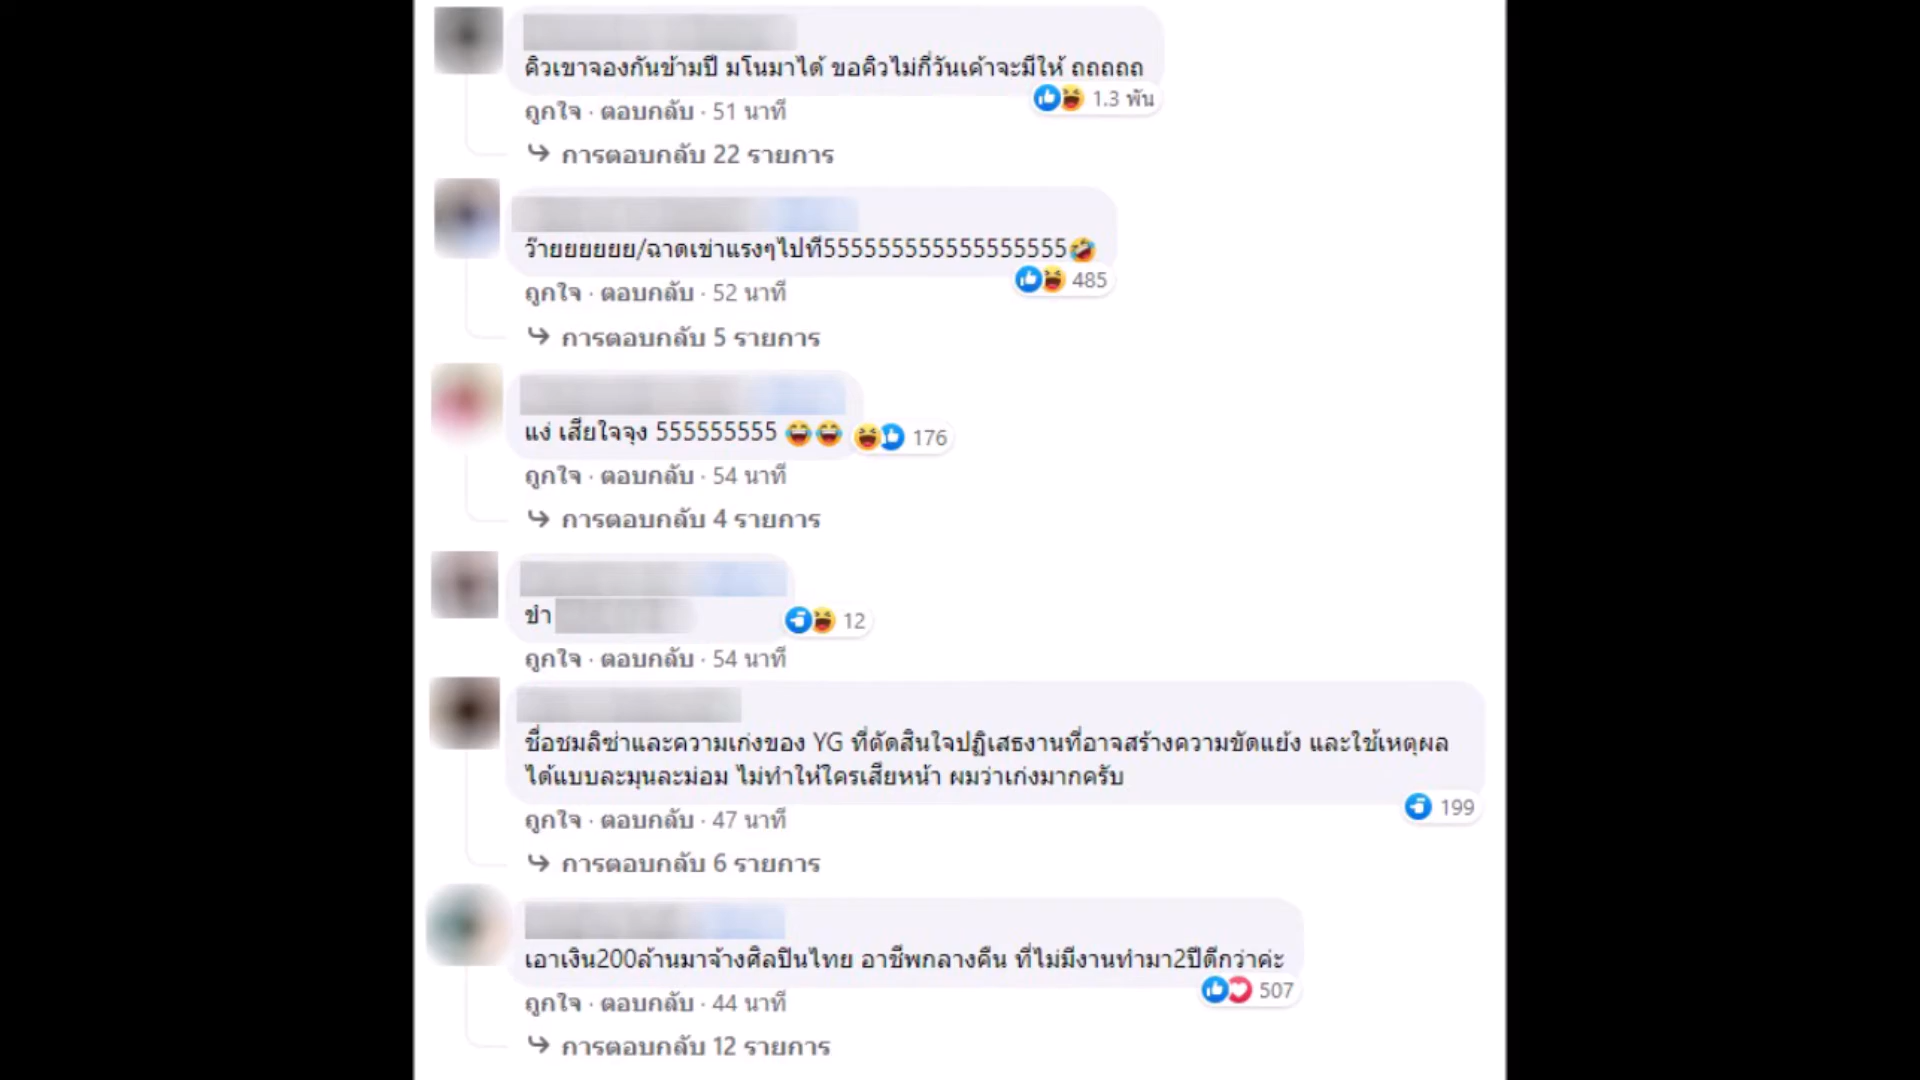 คิวเขาจองกันข้ามปี มโนมาได้ ขอคิวไม่กี่วันเค้าจะมีให้ ถถถถถ
1.3 พัน
ถูกใจ · ตอบกลับ · 51 นาที
การตอบกลับ 22 รายการ
ว๊ายยยยยย/ฉาดเข่าแรงๆไปที555555555555555555🤣
485
ถูกใจ · ตอบกลับ · 52 นาที
การตอบกลับ 5 รายการ
แง่ เสียใจจุง 555555555 😂😂
176
ถูกใจ · ตอบกลับ · 54 นาที
การตอบกลับ 4 รายการ
ขำ
12
ถูกใจ · ตอบกลับ · 54 นาที
ชื่อชมลิซ่าและความเก่งของ YG ที่ตัดสินใจปฏิเสธงานที่อาจสร้างความขัดแย้ง และใช้เหตุผล
ได้แบบละมุนละม่อม ไม่ทำให้ใครเสียหน้า ผมว่าเก่งมากครับ
199
ถูกใจ · ตอบกลับ · 47 นาที
การตอบกลับ 6 รายการ
เอาเงิน200ล้านมาจ้างศิลปินไทย อาชีพกลางคืน ที่ไม่มีงานทำมา2ปีดีกว่าค่ะ
507
ถูกใจ · ตอบกลับ · 44 นาที
การตอบกลับ 12 รายการ